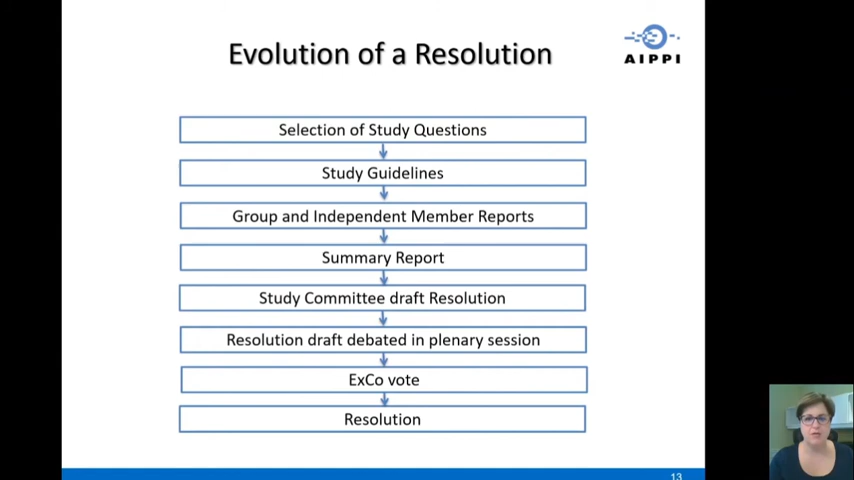 Evolution of a Resolution
AIPPI
Selection of Study Questions
Study Guidelines
Group and Independent Member Reports
Summary Report
Study Committee draft Resolution
Resolution draft debated in plenary session
ExCo vote
Resolution
13